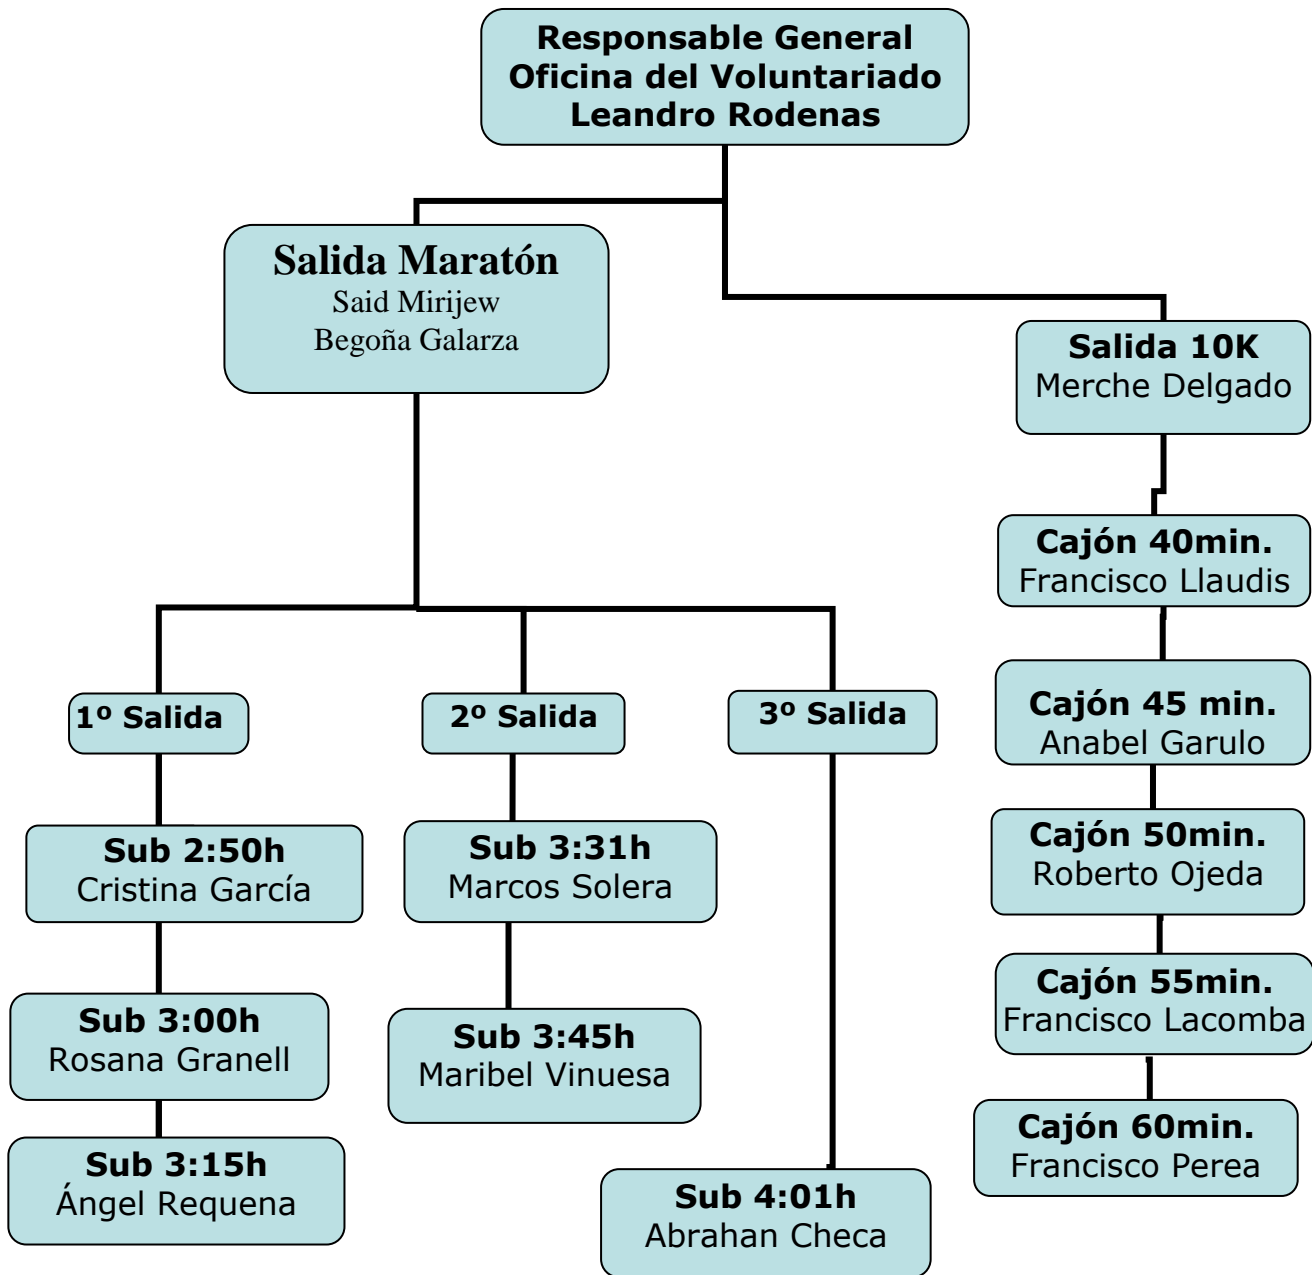 Responsable General
Oficina del Voluntariado
Leandro Rodenas
Salida Maratón
Said Mirijew
Begoña Galarza
Salida 10K
Merche Delgado
Cajón 40min.
Francisco Llaudis
Cajón 45 min.
Anabel Garulo
Cajón 50min.
Roberto Ojeda
Cajón 55min.
Francisco Lacomba
Cajón 60min.
Francisco Perea
1º Salida
2º Salida
3º Salida
Sub 2:50h
Cristina García
Sub 3:00h
Rosana Granell
Sub 3:15h
Ángel Requena
Sub 3:31h
Marcos Solera
Sub 3:45h
Maribel Vinuesa
Sub 4:01h
Abrahan Checa